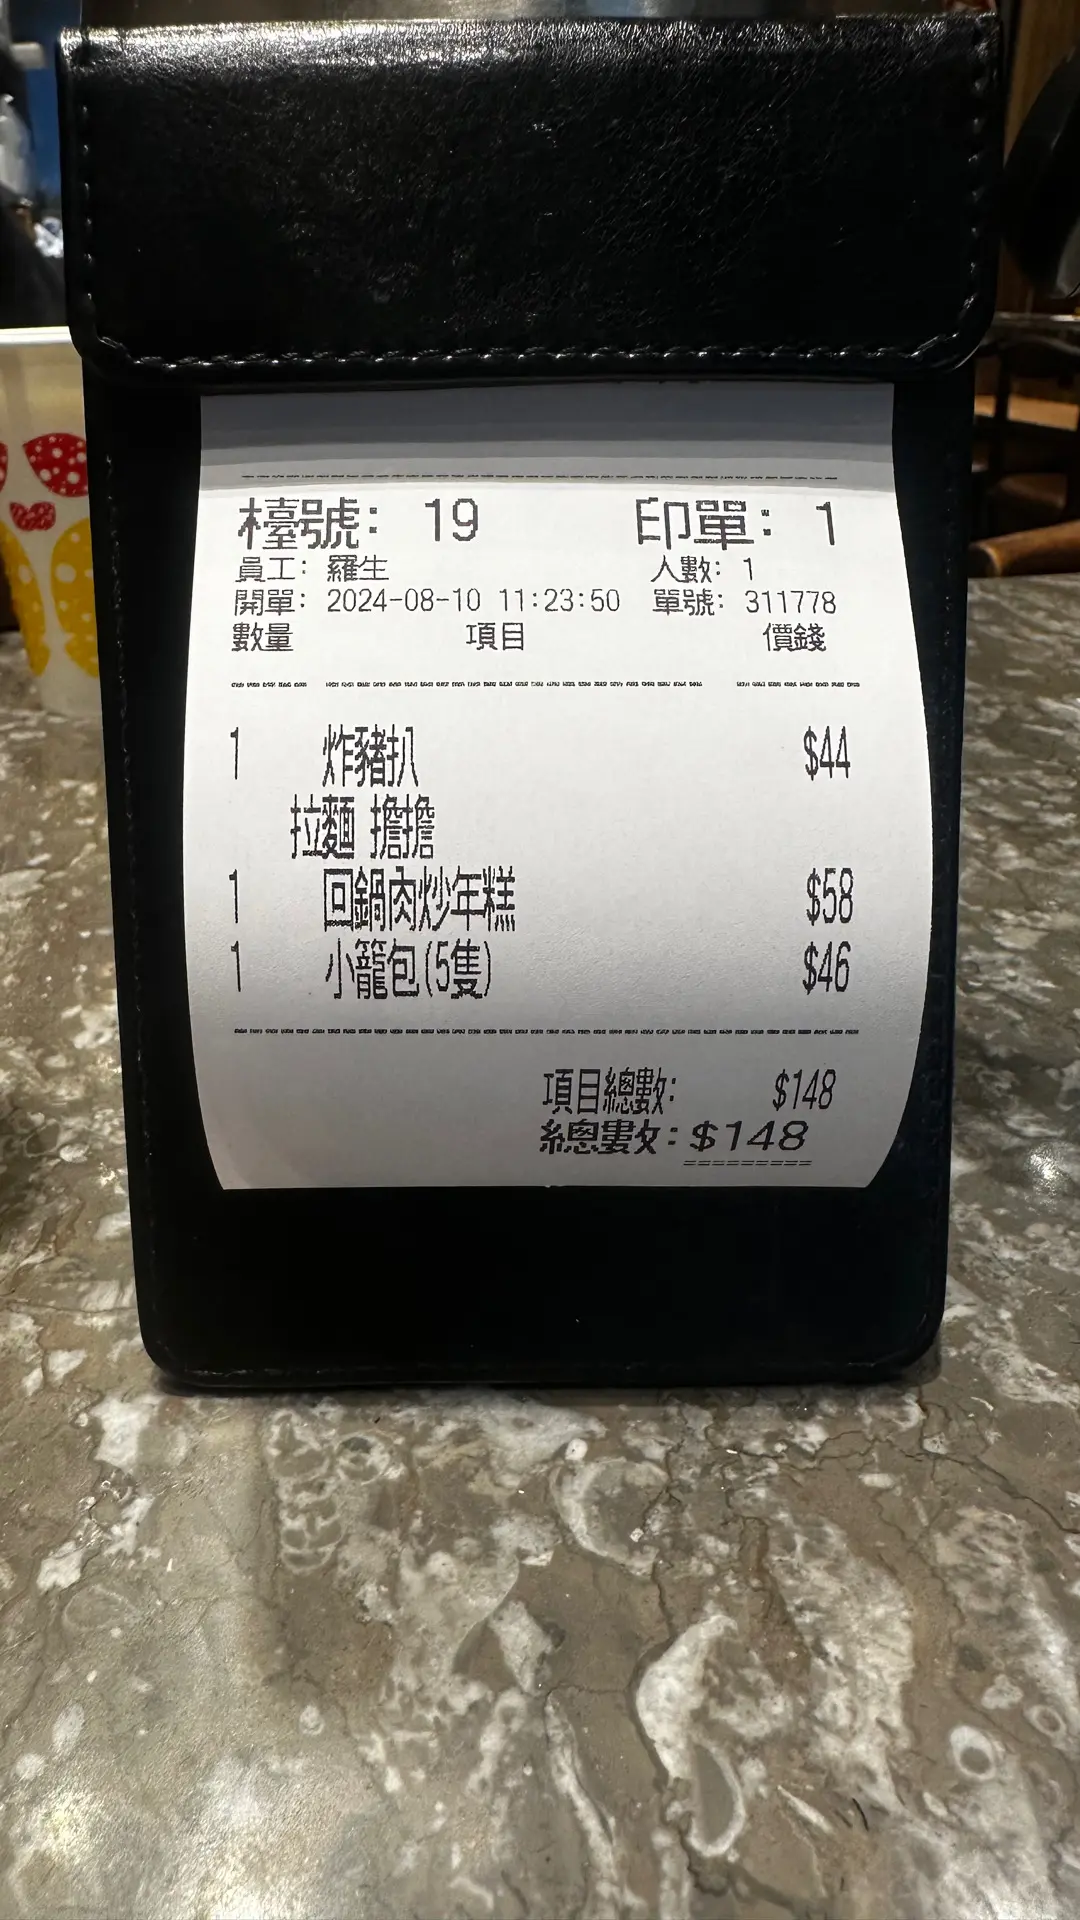 檯號: 19 印單: 1
員工: 羅生 人數: 1
開單: 2024-08-10 11:23:50 單號: 311778
數量 項目 價錢
1 炸豬扒 $44
拉麵 擔擔
1 回鍋肉炒年糕 $58
1 小籠包(5隻) $46
項目總數: $148
總數: $148